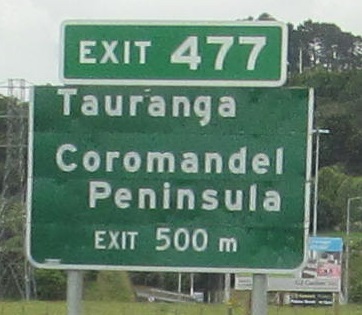 EXIT 477
Tauranga
Coromandel
Peninsula
EXIT 500 m